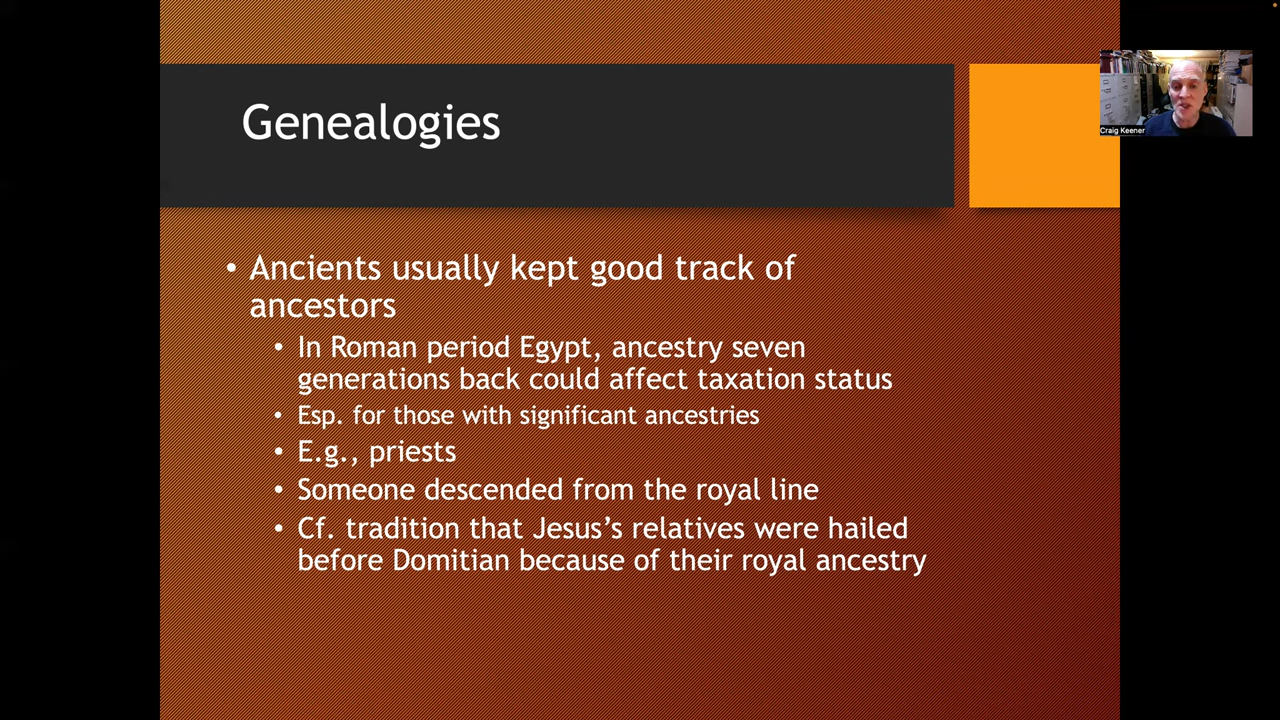 Genealogies
Craig Keener
• Ancients usually kept good track of
ancestors
• In Roman period Egypt, ancestry seven
generations back could affect taxation status
• Esp. for those with significant ancestries
• E.g., priests
• Someone descended from the royal line
• Cf. tradition that Jesus’s relatives were hailed
before Domitian because of their royal ancestry